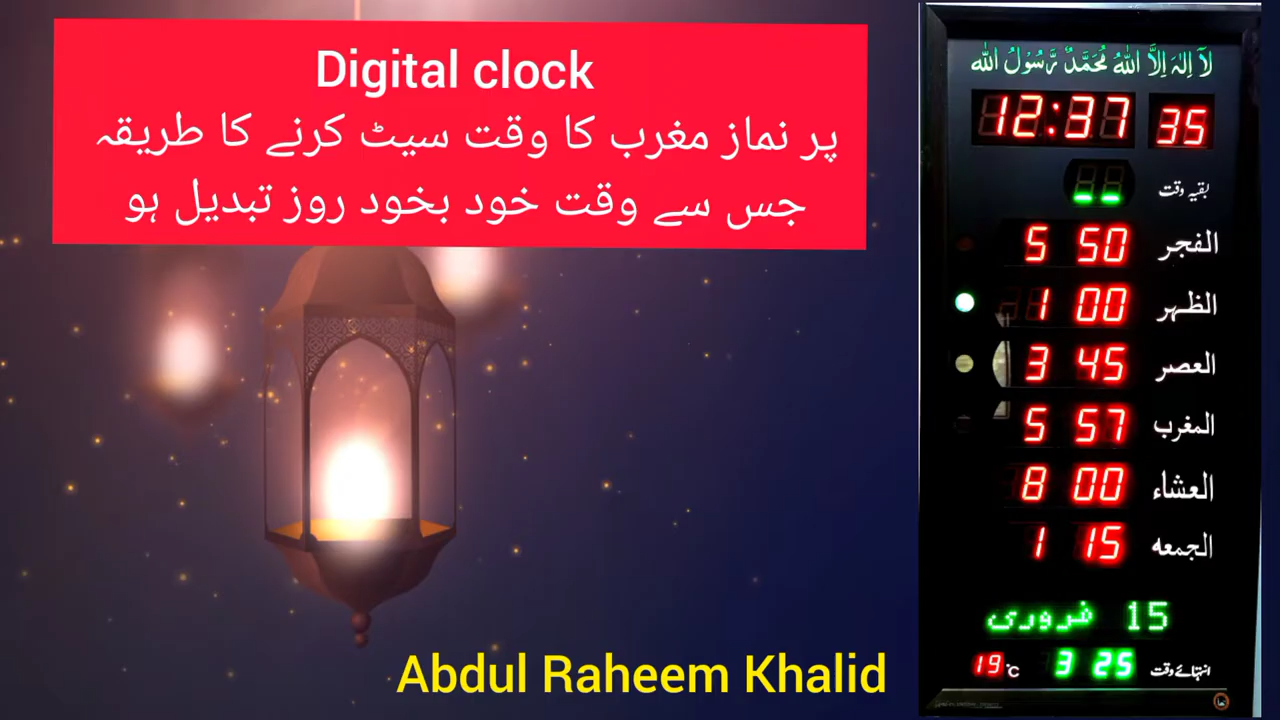 Digital clock
پر نماز مغرب کا وقت سیٹ کرنے کا طریقہ
جس سے وقت خود بخود روز تبدیل ہو
Abdul Raheem Khalid
لآ اِلٰہَ اِلَّا اللّٰہُ مُحَمَّدٌ رَّسُوْلُ اللّٰہ
12:37 35
بقیہ وقت
الفجر 5 50
الظہر 1 00
العصر 3 45
المغرب 5 57
العشاء 8 00
الجمعه 1 15
15 فروری
انتہائے وقت 3 25 19°C